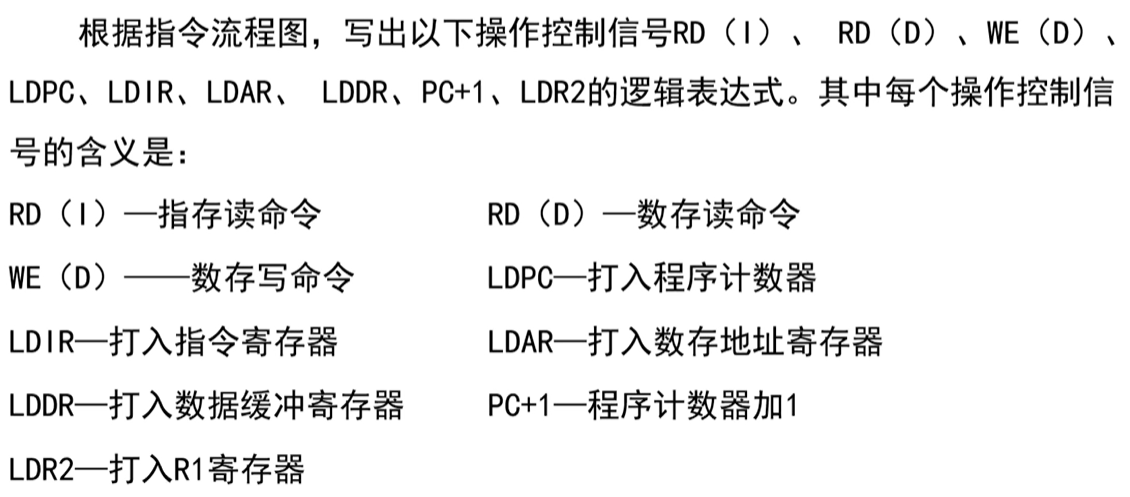 根据指令流程图，写出以下操作控制信号RD（I）、 RD（D）、WE（D）、
LDPC、LDIR、LDAR、 LDDR、PC+1、LDR2的逻辑表达式。其中每个操作控制信
号的含义是：
RD（I）—指存读命令 RD（D）—数存读命令
WE（D）——数存写命令 LDPC—打入程序计数器
LDIR—打入指令寄存器 LDAR—打入数存地址寄存器
LDDR—打入数据缓冲寄存器 PC+1—程序计数器加1
LDR2—打入R1寄存器